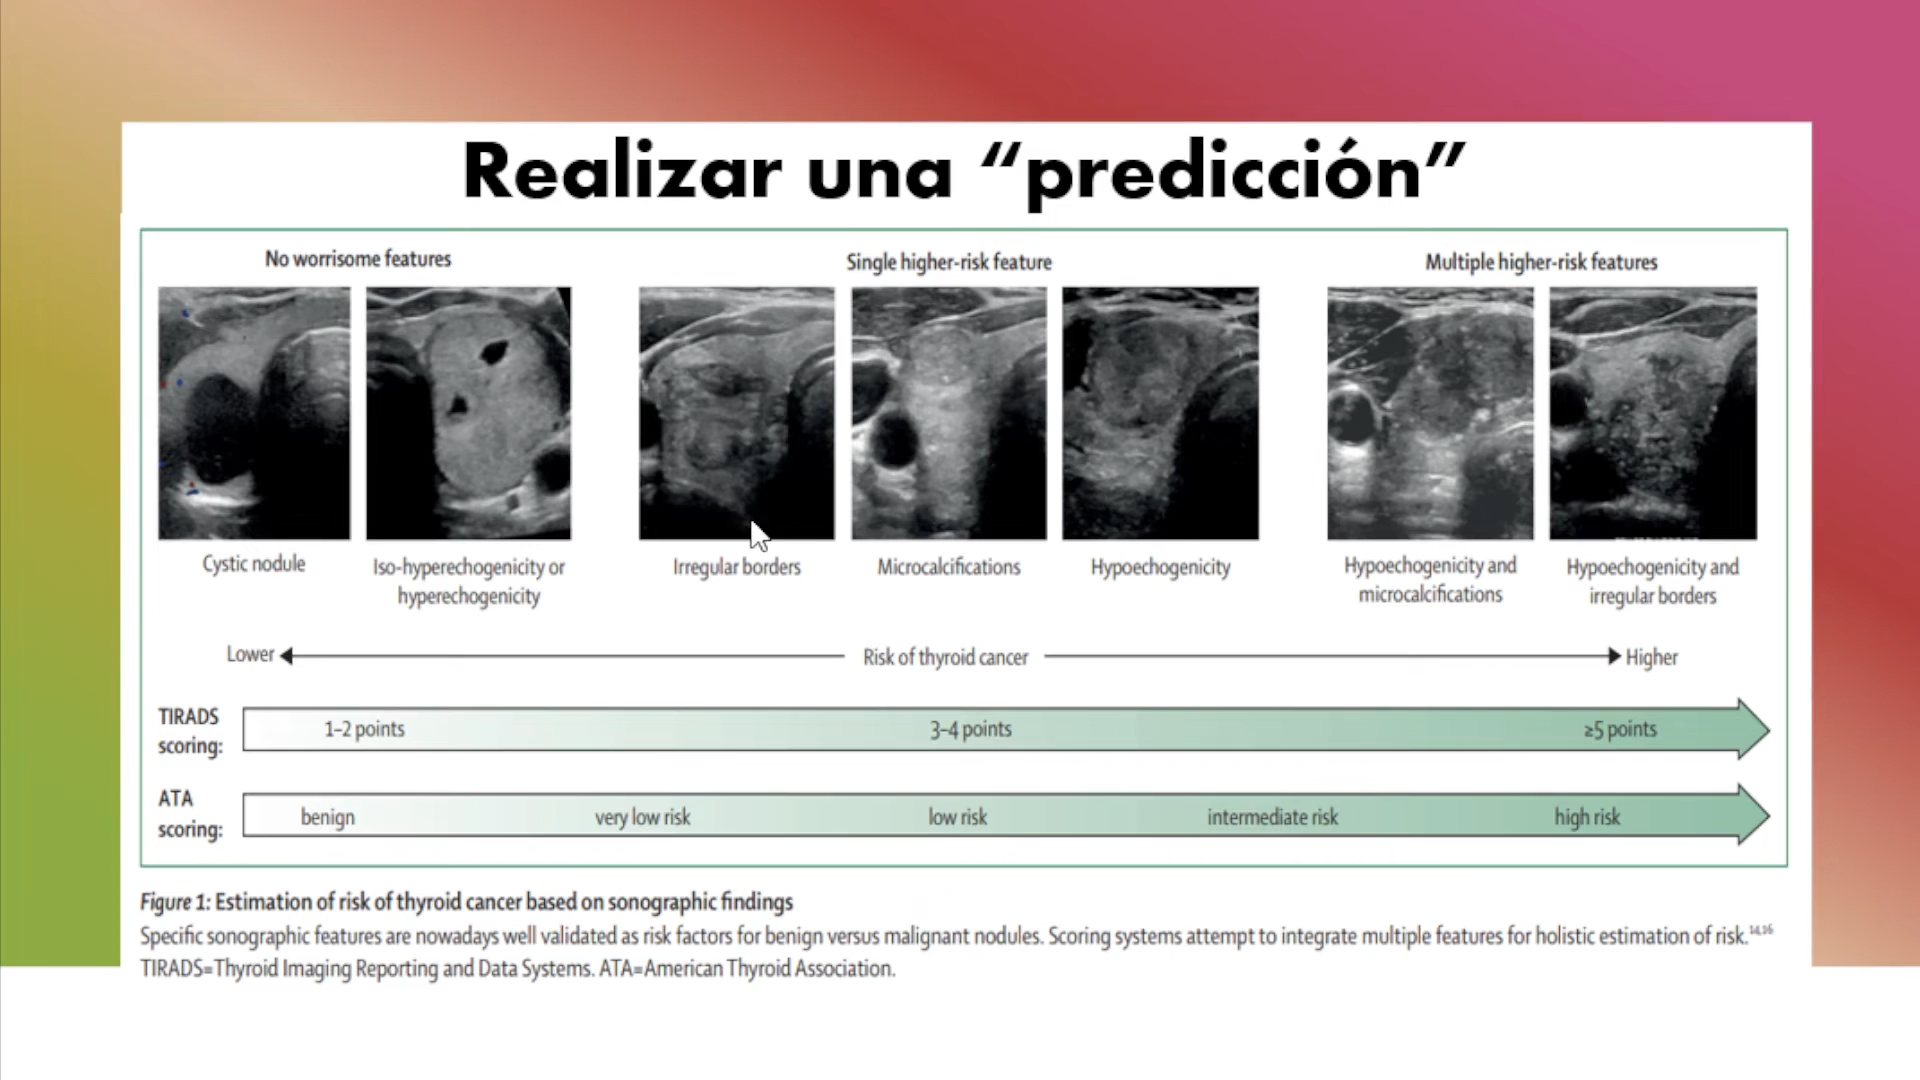 Realizar una “predicción”
No worrisome features
Single higher-risk feature
Multiple higher-risk features
Cystic nodule
Iso-hyperechogenicity or
hyperechogenicity
Irregular borders
Microcalcifications
Hypoechogenicity
Hypoechogenicity and
microcalcifications
Hypoechogenicity and
irregular borders
Lower
Risk of thyroid cancer
Higher
TIRADS
scoring:
1–2 points
3–4 points
≥5 points
ATA
scoring:
benign
very low risk
low risk
intermediate risk
high risk
Figure 1: Estimation of risk of thyroid cancer based on sonographic findings
Specific sonographic features are nowadays well validated as risk factors for benign versus malignant nodules. Scoring systems attempt to integrate multiple features for holistic estimation of risk.14,16
TIRADS=Thyroid Imaging Reporting and Data Systems. ATA=American Thyroid Association.